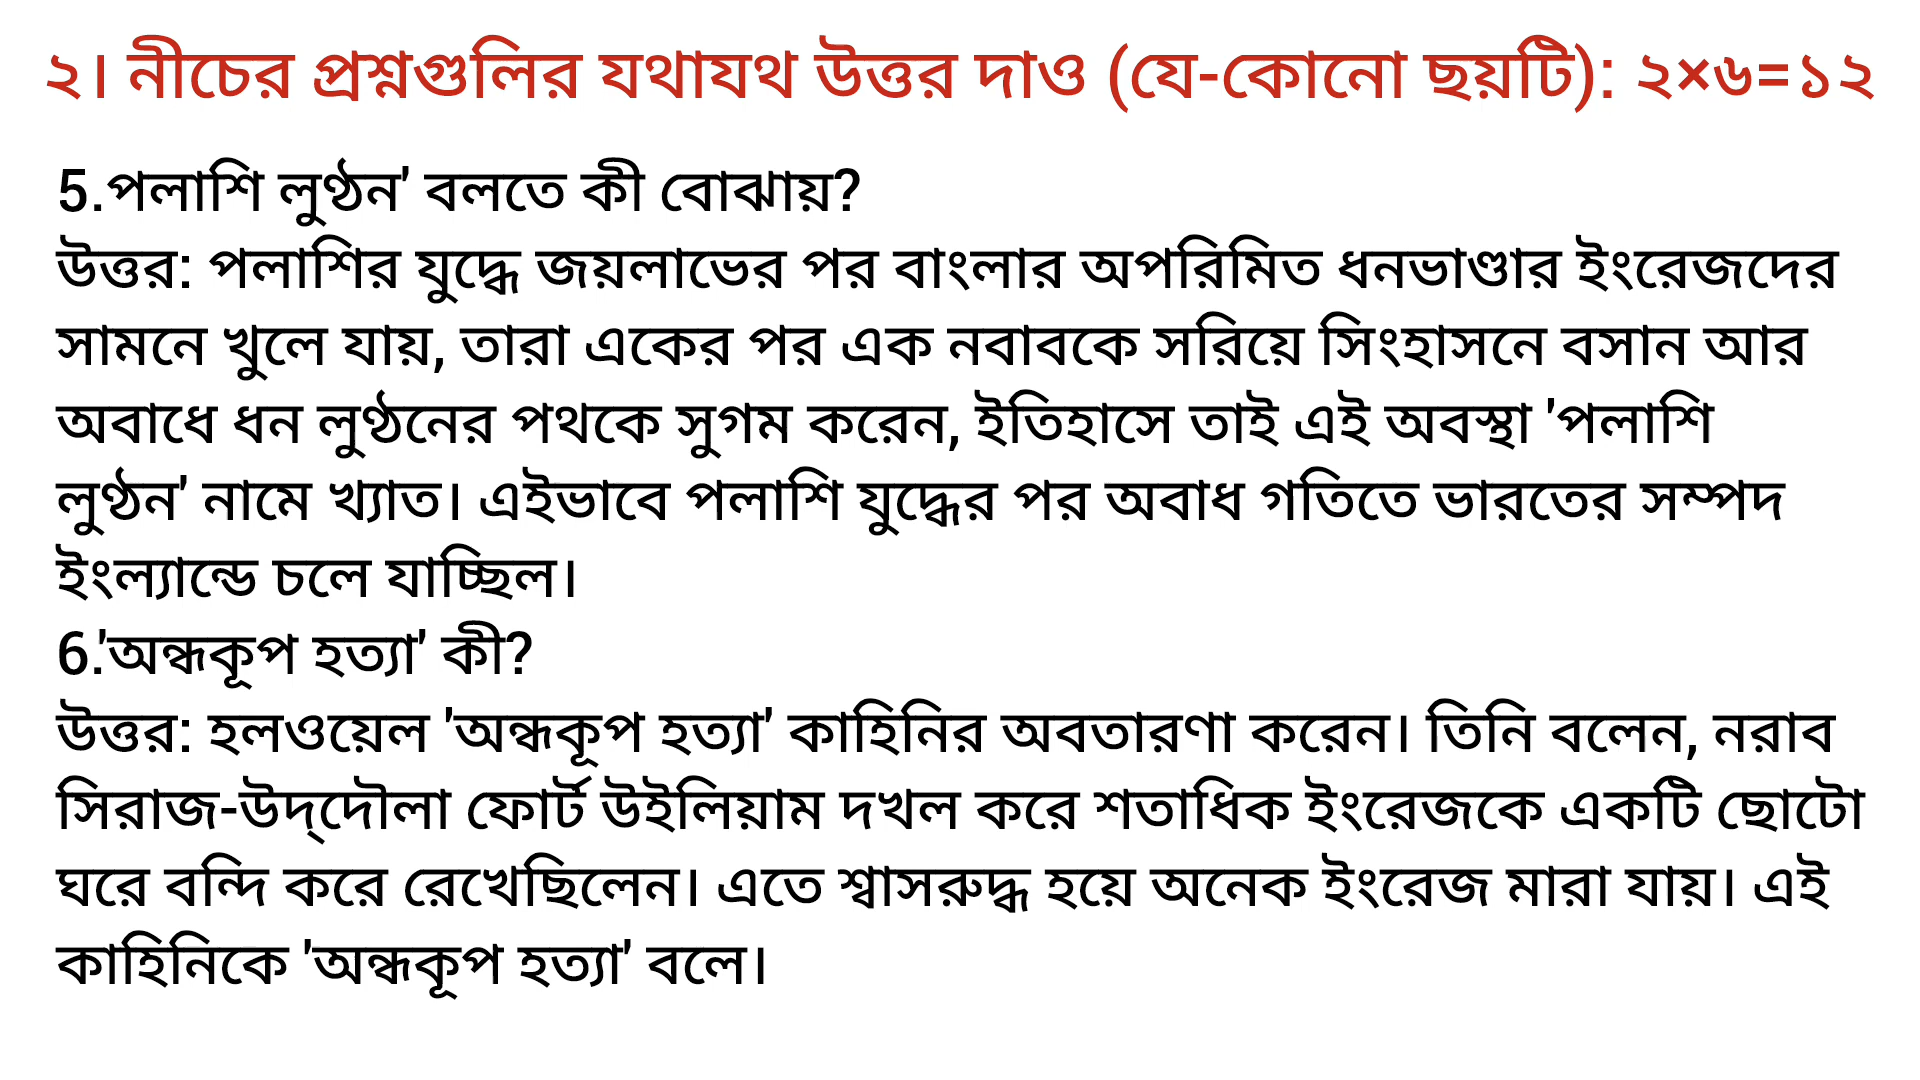 ২। নীচের প্রশ্নগুলির যথাযথ উত্তর দাও (যে-কোনো ছয়টি): ২×৬=১২
5.পলাশি লুণ্ঠন' বলতে কী বোঝায়?
উত্তর: পলাশির যুদ্ধে জয়লাভের পর বাংলার অপরিমিত ধনভাণ্ডার ইংরেজদের
সামনে খুলে যায়, তারা একের পর এক নবাবকে সরিয়ে সিংহাসনে বসান আর
অবাধে ধন লুণ্ঠনের পথকে সুগম করেন, ইতিহাসে তাই এই অবস্থা 'পলাশি
লুণ্ঠন' নামে খ্যাত। এইভাবে পলাশি যুদ্ধের পর অবাধ গতিতে ভারতের সম্পদ
ইংল্যান্ডে চলে যাচ্ছিল।
6.'অন্ধকূপ হত্যা' কী?
উত্তর: হলওয়েল 'অন্ধকূপ হত্যা' কাহিনির অবতারণা করেন। তিনি বলেন, নরাব
সিরাজ-উদ্‌দৌলা ফোর্ট উইলিয়াম দখল করে শতাধিক ইংরেজকে একটি ছোটো
ঘরে বন্দি করে রেখেছিলেন। এতে শ্বাসরুদ্ধ হয়ে অনেক ইংরেজ মারা যায়। এই
কাহিনিকে 'অন্ধকূপ হত্যা' বলে।